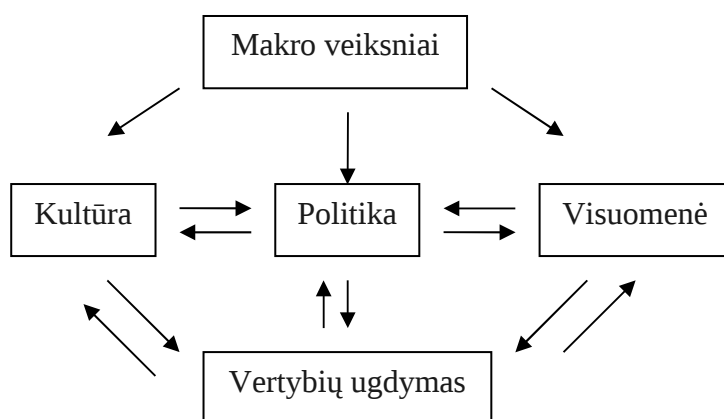 Makro veiksniai
Kultūra
Politika
Visuomenė
Vertybių ugdymas